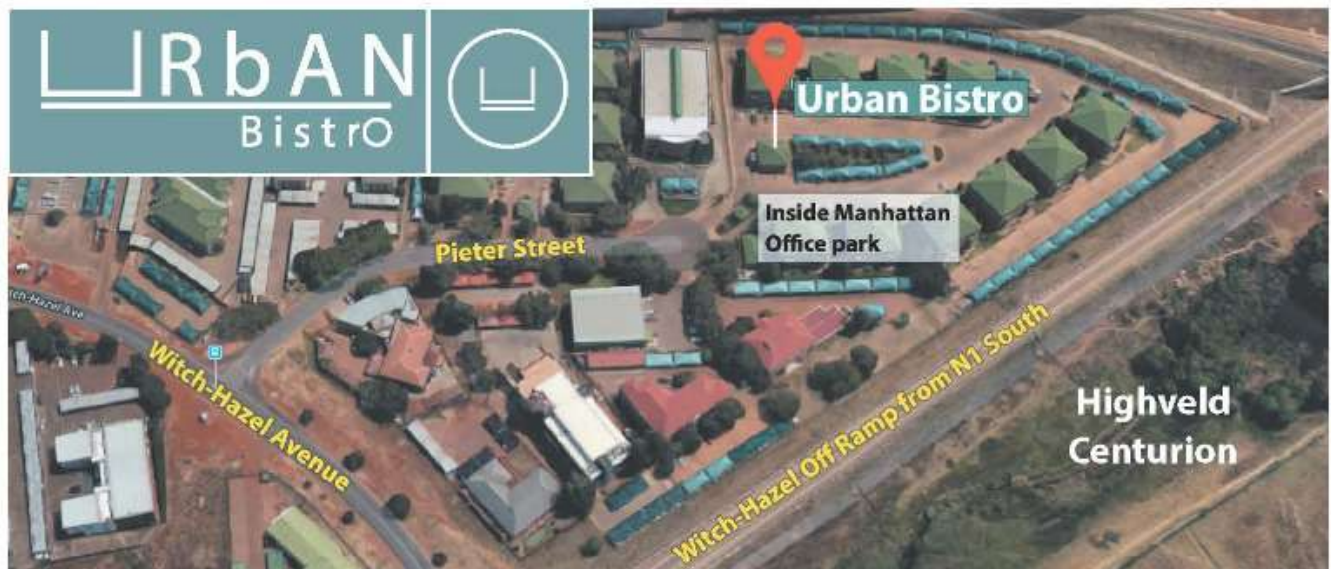 URbAN
BistrO
Urban Bistro
Inside Manhattan
Office park
Pieter Street
Witch-Hazel Avenue
Witch-Hazel Off Ramp from N1 South
Highveld
Centurion